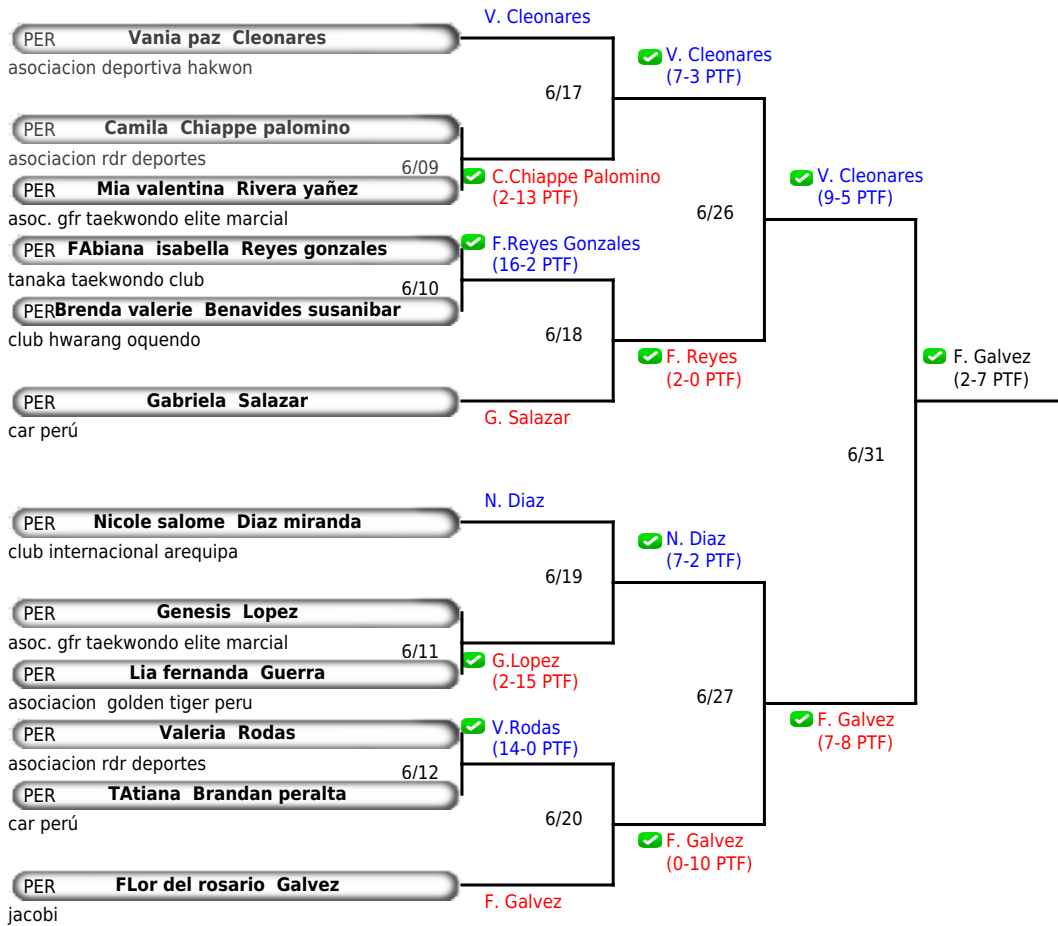 V. Cleonares
PER Vania paz Cleonares
asociacion deportiva hakwon
V. Cleonares
(7-3 PTF)
6/17
PER Camila Chiappe palomino
asociacion rdr deportes
6/09
C.Chiappe Palomino
(2-13 PTF)
PER Mia valentina Rivera yañez
asoc. gfr taekwondo elite marcial
V. Cleonares
(9-5 PTF)
6/26
PER FAbiana isabella Reyes gonzales
tanaka taekwondo club
F.Reyes Gonzales
(16-2 PTF)
6/10
PER Brenda valerie Benavides susanibar
club hwarang oquendo
6/18
F. Reyes
(2-0 PTF)
F. Galvez
(2-7 PTF)
PER Gabriela Salazar
car perú
G. Salazar
6/31
N. Diaz
PER Nicole salome Diaz miranda
club internacional arequipa
N. Diaz
(7-2 PTF)
6/19
PER Genesis Lopez
asoc. gfr taekwondo elite marcial
6/11
G.Lopez
(2-15 PTF)
PER Lia fernanda Guerra
asociacion golden tiger peru
6/27
F. Galvez
(7-8 PTF)
PER Valeria Rodas
asociacion rdr deportes
V.Rodas
(14-0 PTF)
6/12
PER TAtiana Brandan peralta
car perú
6/20
F. Galvez
(0-10 PTF)
PER FLor del rosario Galvez
jacobi
F. Galvez